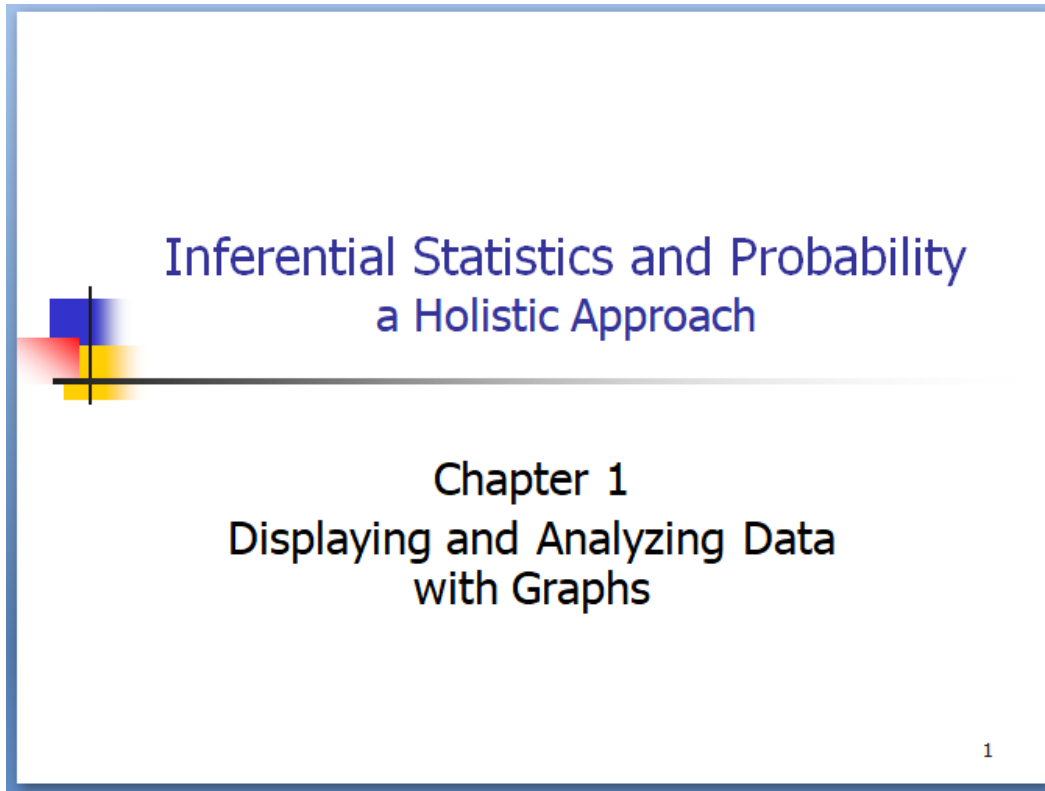 Inferential Statistics and Probability
a Holistic Approach
Chapter 1
Displaying and Analyzing Data
with Graphs
1